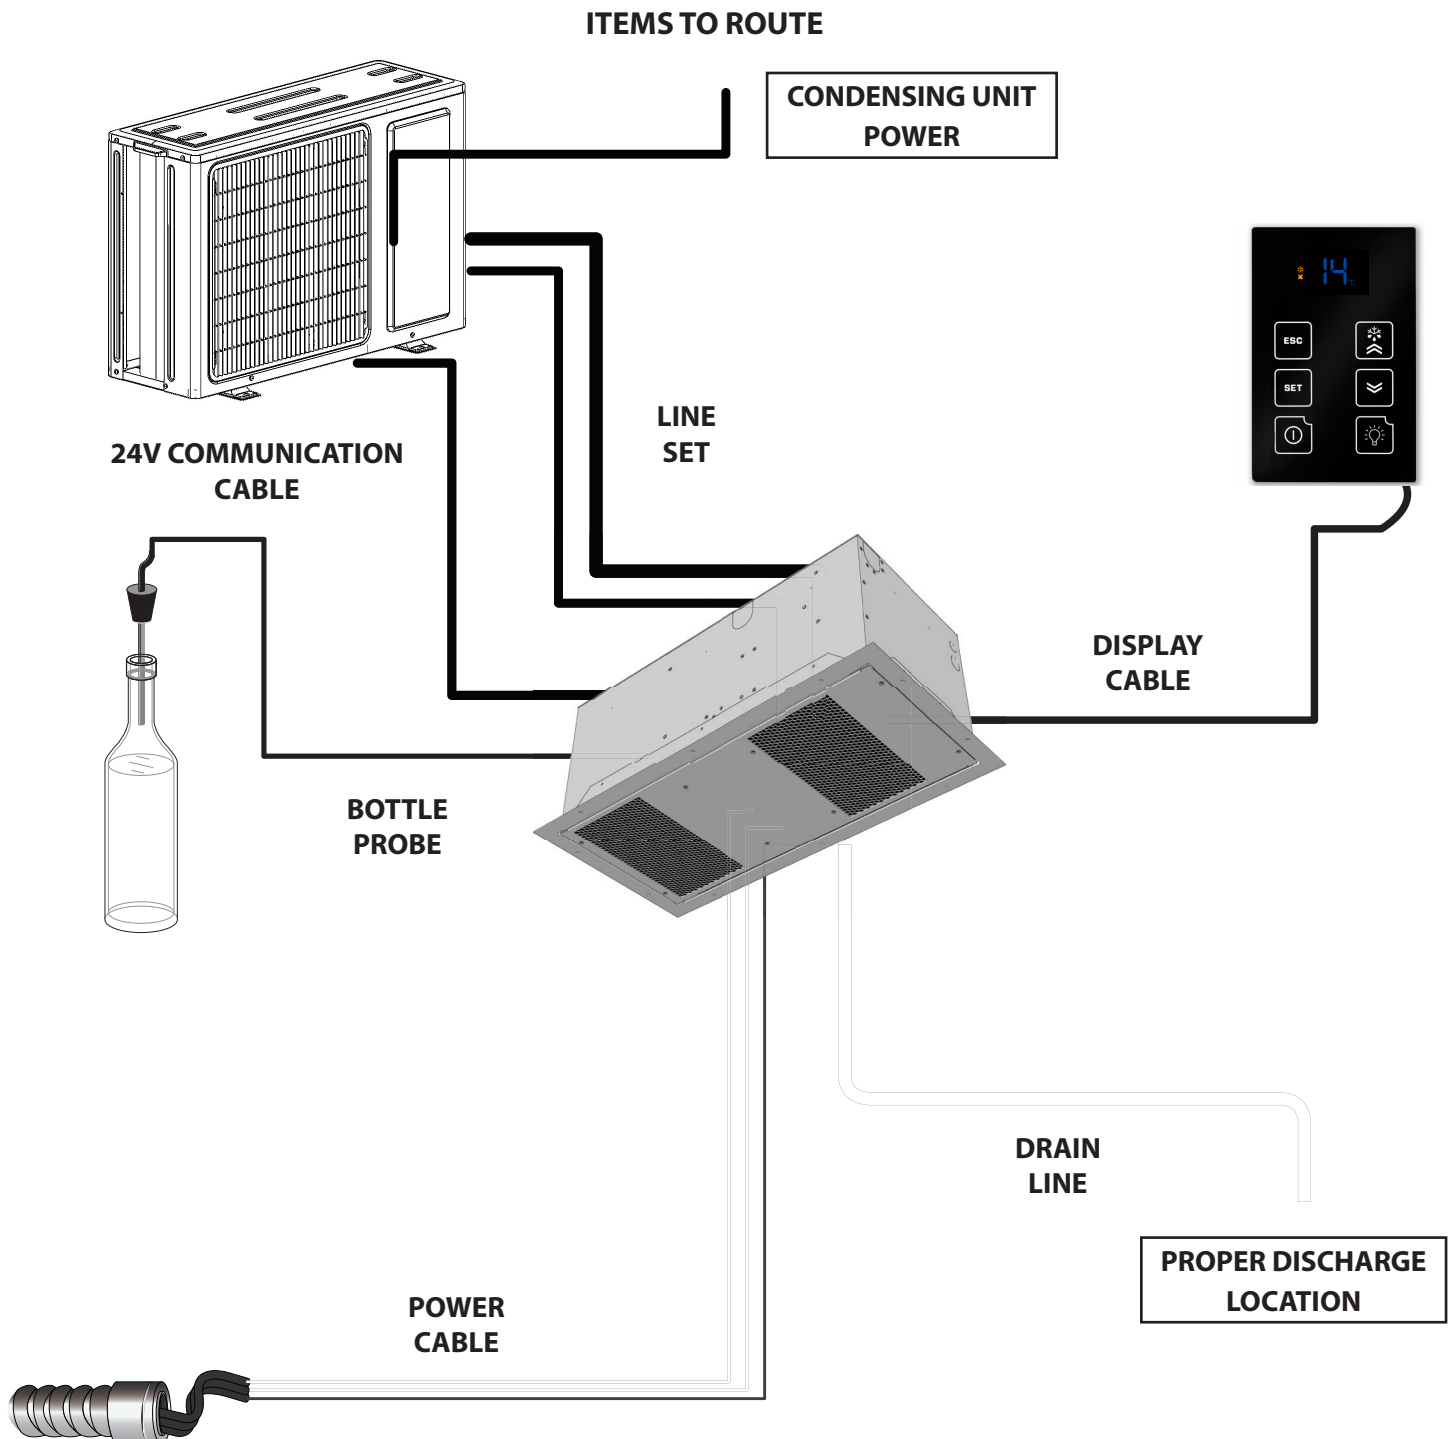 ITEMS TO ROUTE
CONDENSING UNIT
POWER
14
°C
ESC
SET
LINE
SET
24V COMMUNICATION
CABLE
DISPLAY
CABLE
BOTTLE
PROBE
DRAIN
LINE
PROPER DISCHARGE
LOCATION
POWER
CABLE